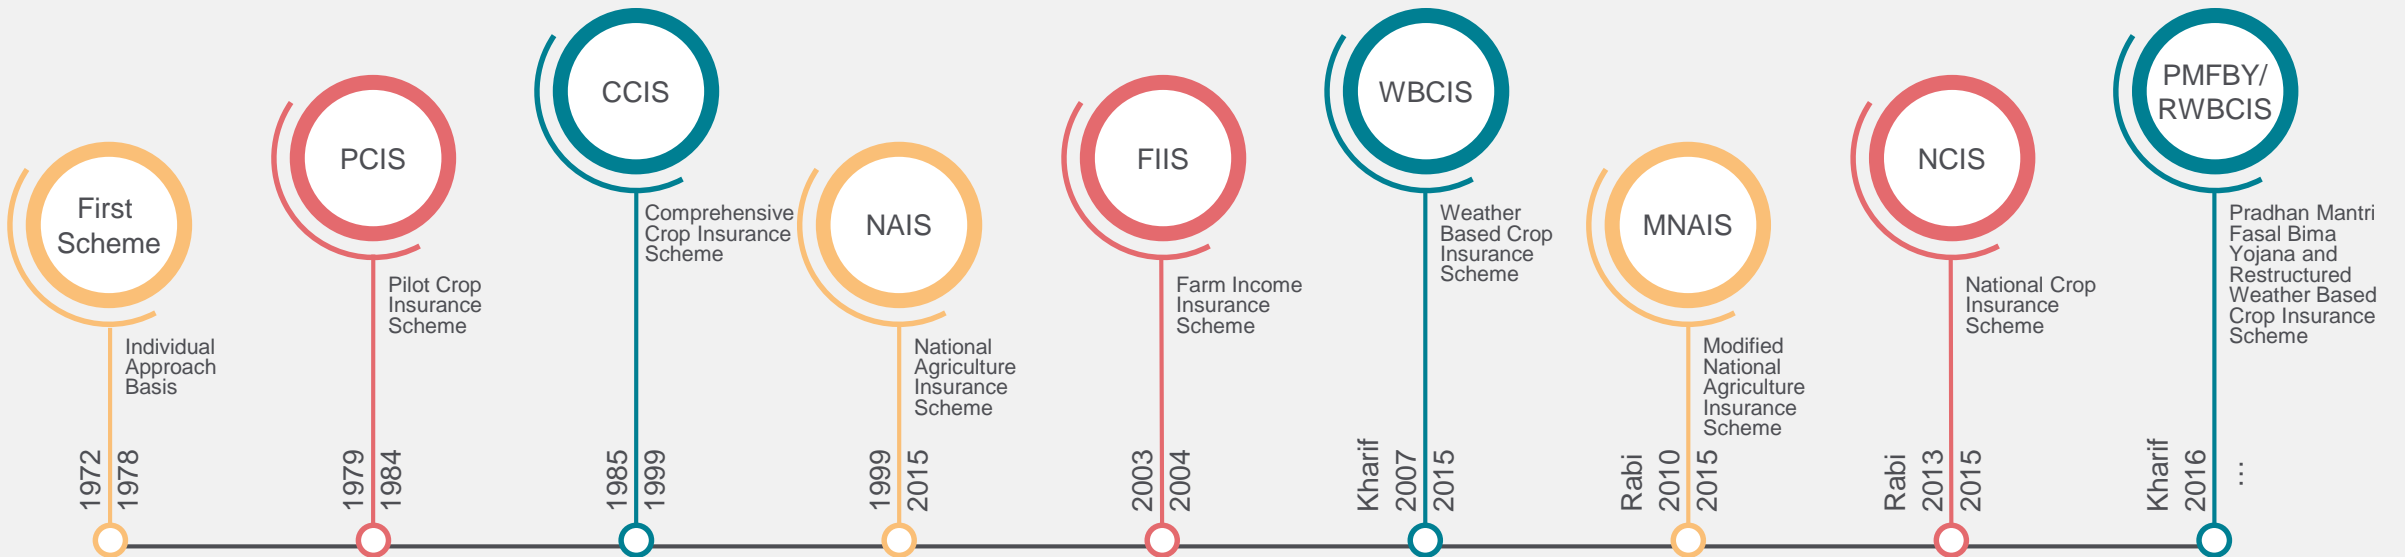 First
Scheme
Individual
Approach
Basis
1972
1978
PCIS
Pilot Crop
Insurance
Scheme
1979
1984
CCIS
Comprehensive
Crop Insurance
Scheme
1985
1999
NAIS
National
Agriculture
Insurance
Scheme
1999
2015
FIIS
Farm Income
Insurance
Scheme
2003
2004
WBCIS
Weather
Based Crop
Insurance
Scheme
Kharif
2007
2015
MNAIS
Modified
National
Agriculture
Insurance
Scheme
Rabi
2010
2015
NCIS
National Crop
Insurance
Scheme
Rabi
2013
2015
PMFBY/
RWBCIS
Pradhan Mantri
Fasal Bima
Yojana and
Restructured
Weather Based
Crop Insurance
Scheme
Kharif
2016
...